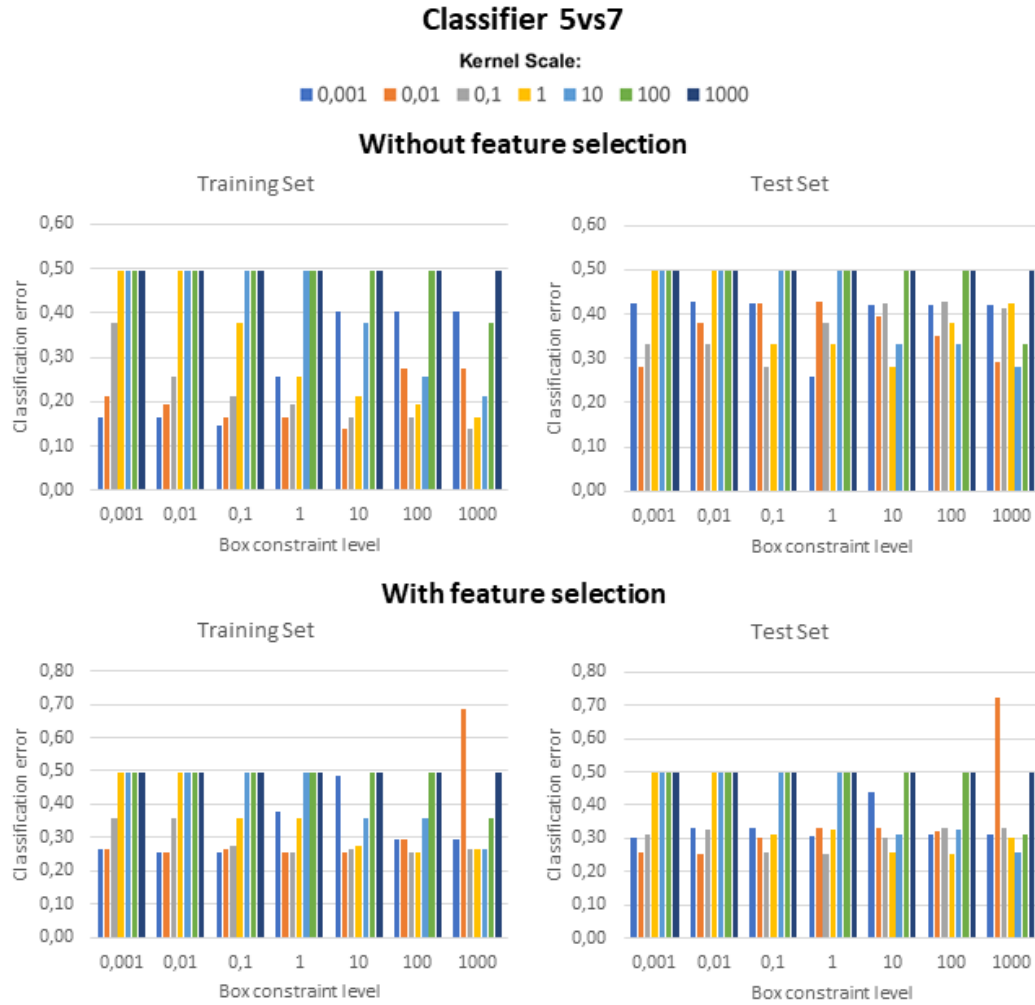 Classifier 5vs7
Kernel Scale:
0,001 0,01 0,1 1 10 100 1000
Without feature selection
Training Set
0,60
0,50
0,40
0,30
0,20
0,10
0,00
Classification error
0,001 0,01 0,1 1 10 100 1000
Box constraint level
Test Set
0,60
0,50
0,40
0,30
0,20
0,10
0,00
Classification error
0,001 0,01 0,1 1 10 100 1000
Box constraint level
With feature selection
Training Set
0,80
0,70
0,60
0,50
0,40
0,30
0,20
0,10
0,00
Classification error
0,001 0,01 0,1 1 10 100 1000
Box constraint level
Test Set
0,80
0,70
0,60
0,50
0,40
0,30
0,20
0,10
0,00
Classification error
0,001 0,01 0,1 1 10 100 1000
Box constraint level